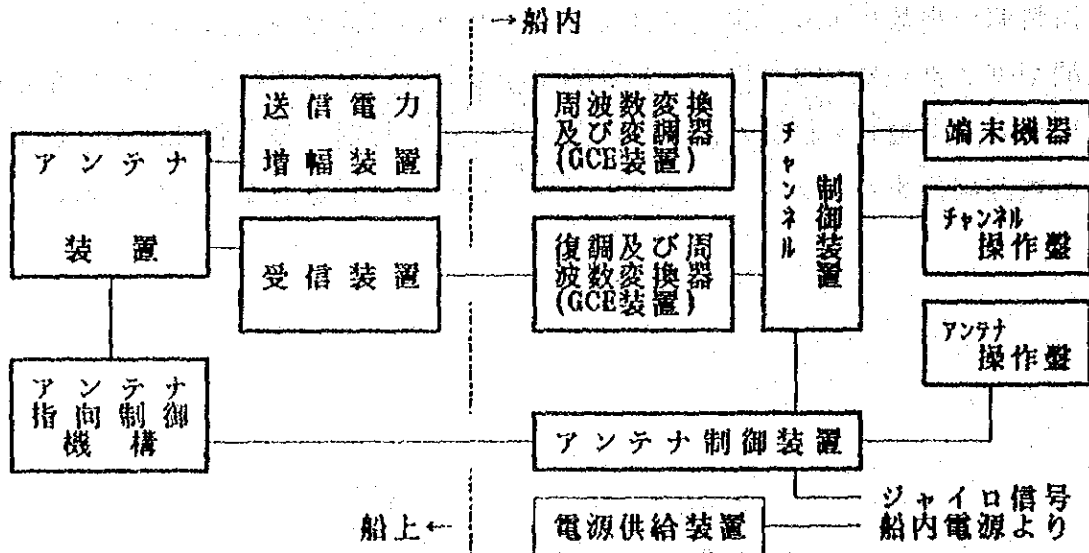 →船内
送信電力
増幅装置
アンテナ
装置
受信装置
アンテナ
指向制御
機構
周波数変換
及び変調器
(GCE装置)
復調及び周
波数変換器
(GCE装置)
チャンネル
制御装置
端末機器
チャンネル
操作盤
アンテナ
操作盤
アンテナ制御装置
ジャイロ信号
船上←
電源供給装置
船内電源より